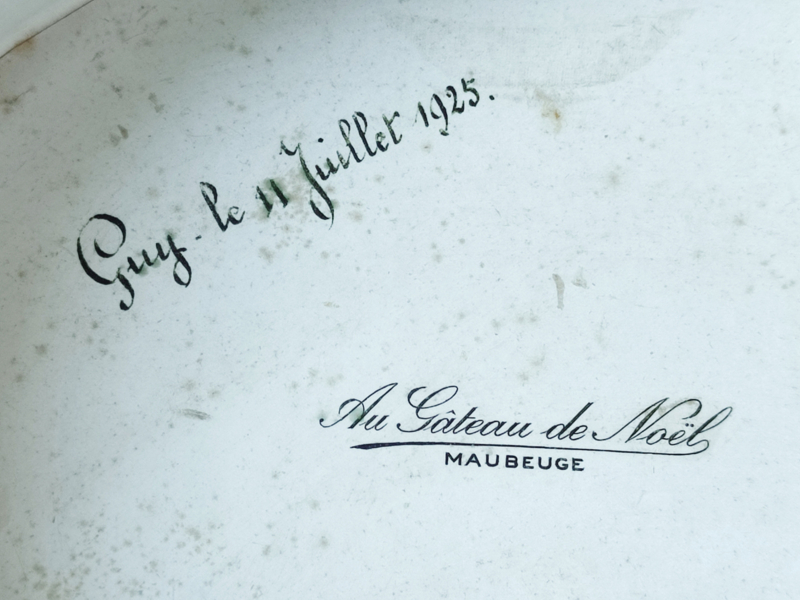 Guy. le 11 Juillet 1925.
Au Gâteau de Noël
MAUBEUGE